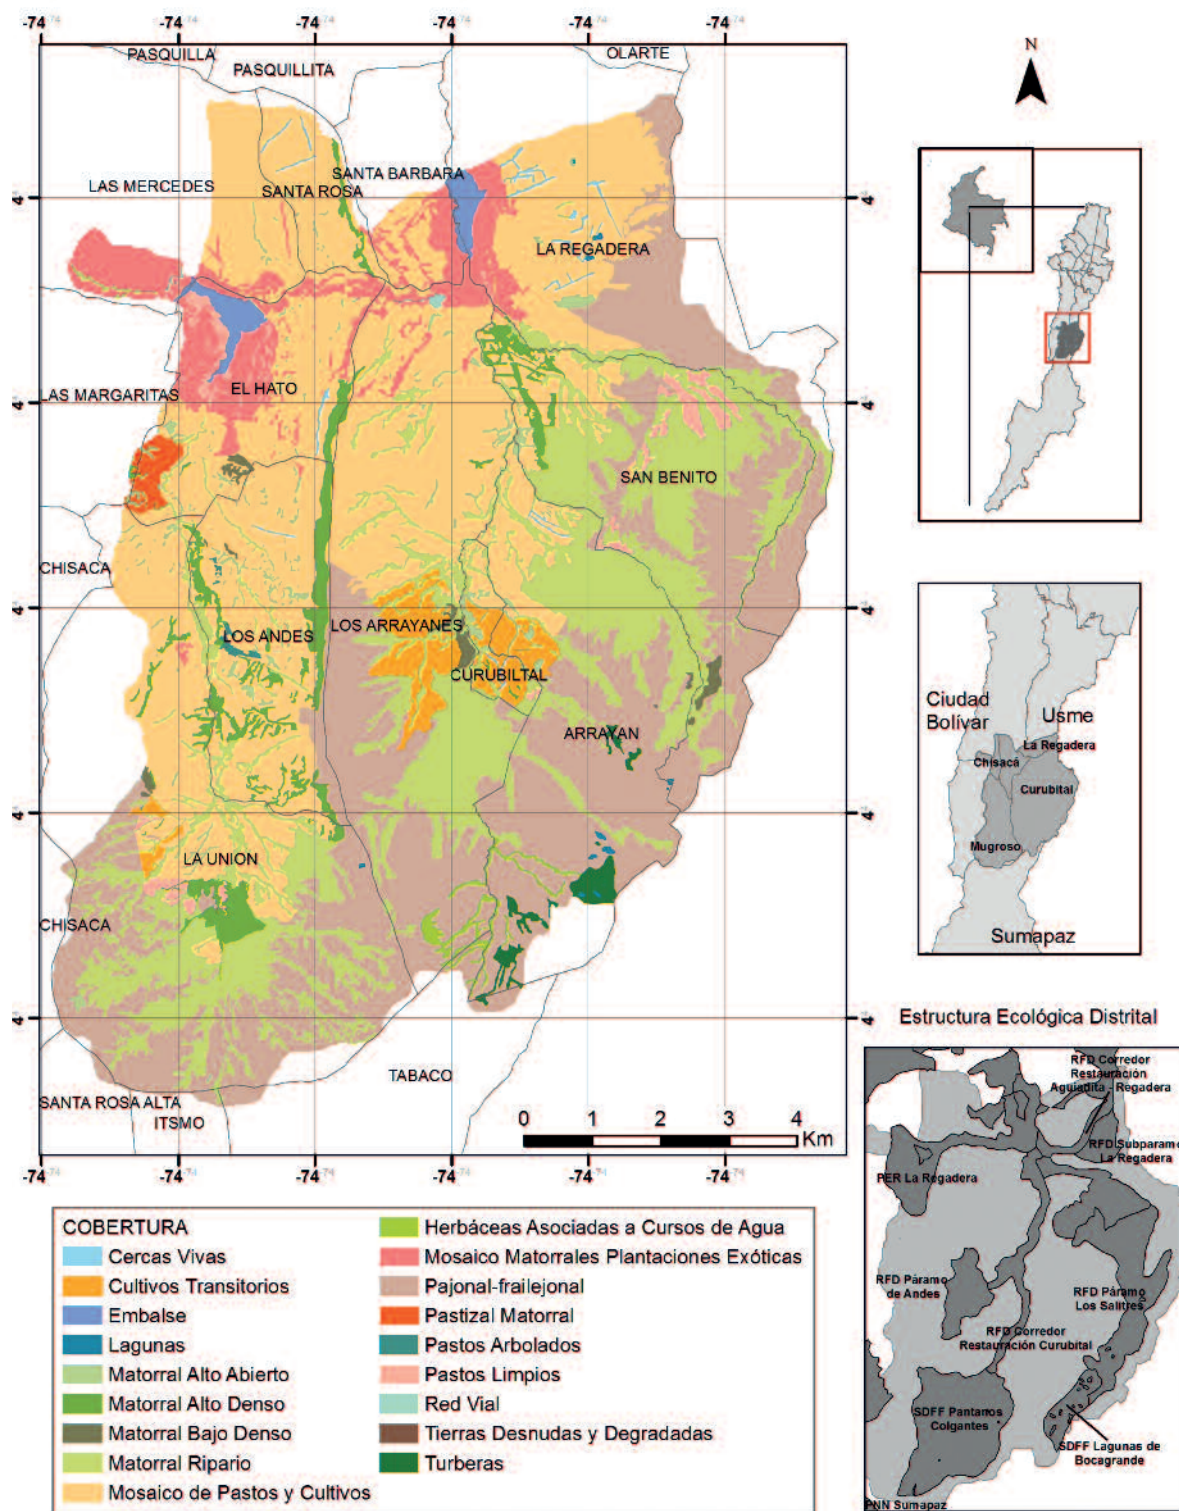 -74 -74 -74 -74
PASQUILLA
OLARTE
PASQUILLITA
N
SANTA BARBARA
LAS MERCEDES
SANTA ROSA
LA REGADERA
EL HATO
LAS MARGARITAS
SAN BENITO
CHISACA
LOS ANDES
LOS ARRAYANES
CURUBILTAL
ARRAYAN
LA UNION
CHISACA
TABACO
SANTA ROSA ALTA
ITSMO
0 1 2 3 4
Km
-74 -74 -74 -74 -74 -74
Ciudad
Bolívar
Usme
La Regadera
Chisacá
Curubital
Mugroso
Sumapaz
Estructura Ecológica Distrital
RFD Corredor
Restauración
Aguadita - Regadera
RFD Subparamo
La Regadera
PER La Regadera
RFD Páramo
de Andes
RFD Páramo
Los Salitres
RFD Corredor
Restauración Curubital
SDFF Pantanos
Colgantes
SDFF Lagunas de
Bocagrande
PNN Sumapaz
COBERTURA
Cercas Vivas
Cultivos Transitorios
Embalse
Lagunas
Matorral Alto Abierto
Matorral Alto Denso
Matorral Bajo Denso
Matorral Ripario
Mosaico de Pastos y Cultivos
Herbáceas Asociadas a Cursos de Agua
Mosaico Matorrales Plantaciones Exóticas
Pajonal-frailejonal
Pastizal Matorral
Pastos Arbolados
Pastos Limpios
Red Vial
Tierras Desnudas y Degradadas
Turberas